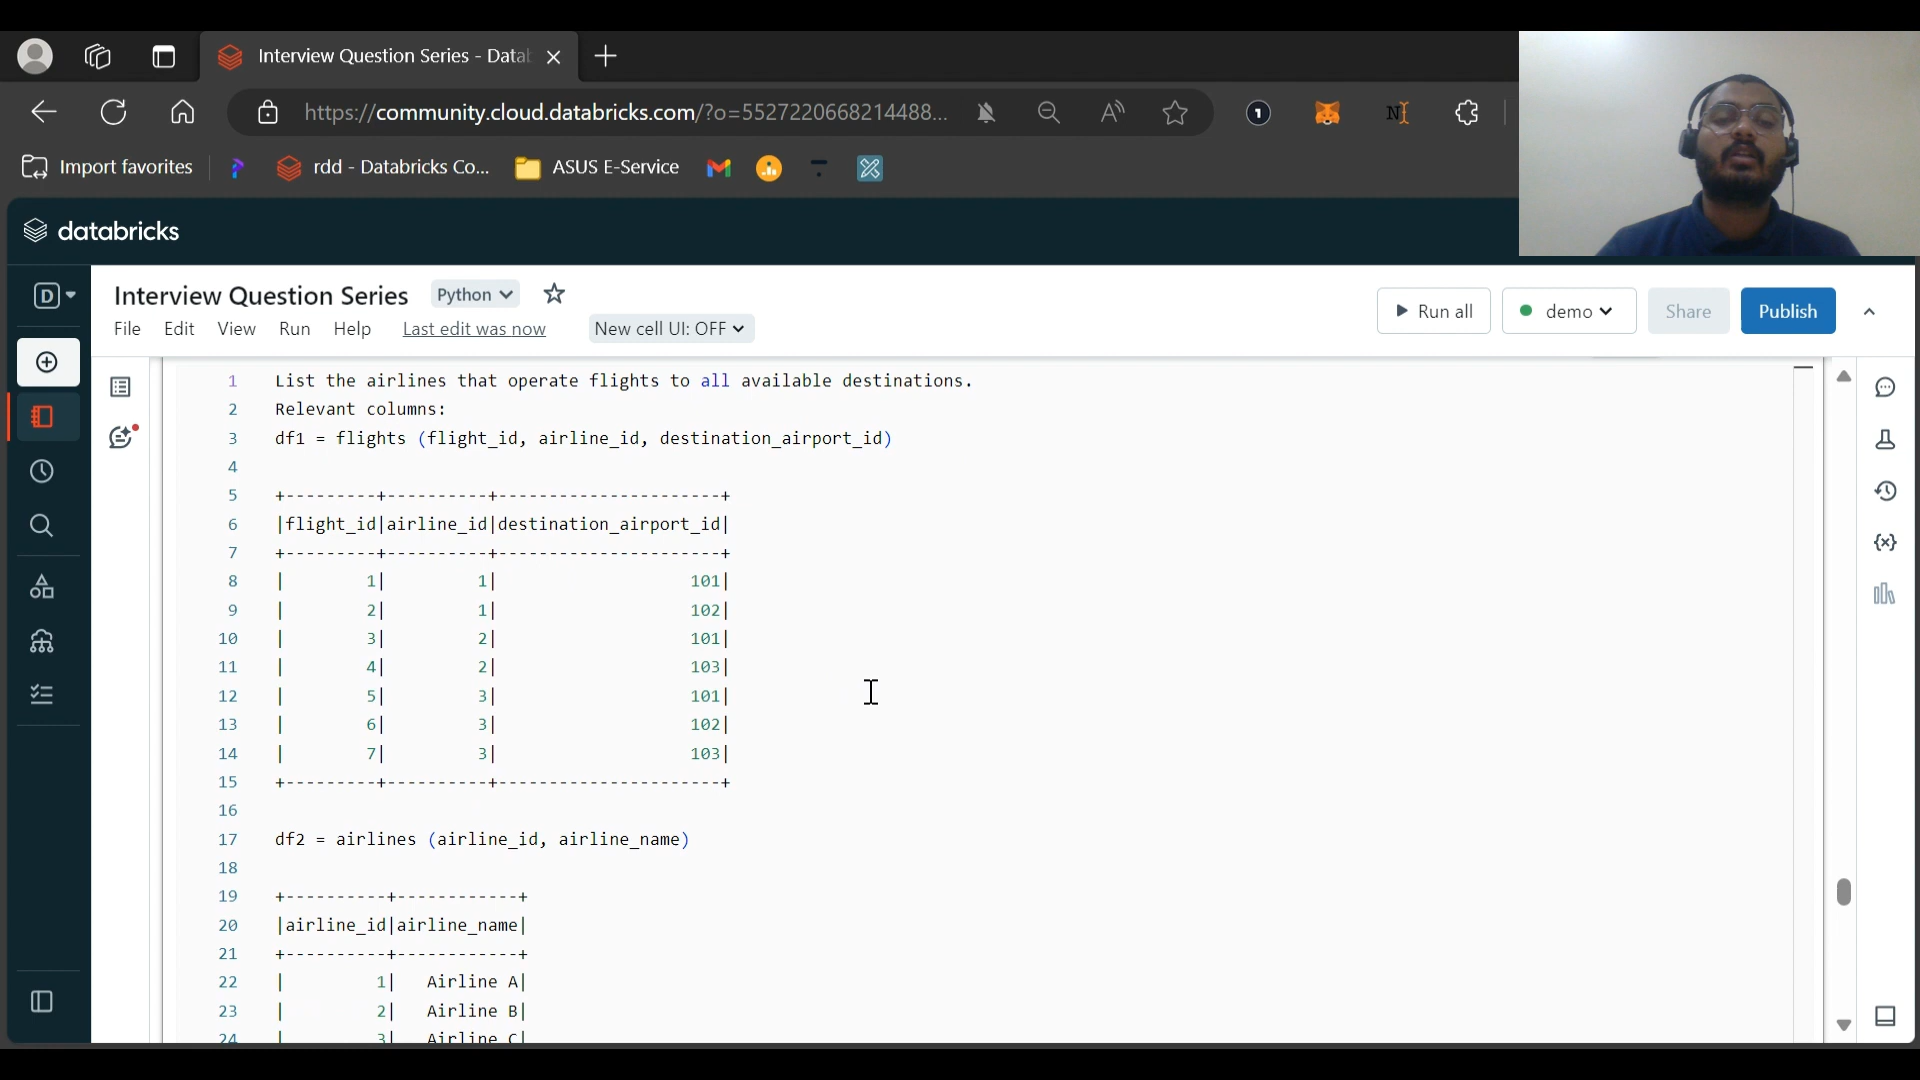 Interview Question Series - Datab
https://community.cloud.databricks.com/?o=5527220668214488...
Import favorites
rdd - Databricks Co...
ASUS E-Service
databricks
D
Interview Question Series
Python
File Edit View Run Help Last edit was now New cell UI: OFF
Run all
demo
Share
Publish
1 List the airlines that operate flights to all available destinations.
2 Relevant columns:
3 df1 = flights (flight_id, airline_id, destination_airport_id)
4
5 +---------+----------+----------------------+
6 |flight_id|airline_id|destination_airport_id|
7 +---------+----------+----------------------+
8 | 1| 1| 101|
9 | 2| 1| 102|
10 | 3| 2| 101|
11 | 4| 2| 103|
12 | 5| 3| 101|
13 | 6| 3| 102|
14 | 7| 3| 103|
15 +---------+----------+----------------------+
16
17 df2 = airlines (airline_id, airline_name)
18
19 +----------+------------+
20 |airline_id|airline_name|
21 +----------+------------+
22 | 1| Airline A|
23 | 2| Airline B|
24 | 3| Airline C|